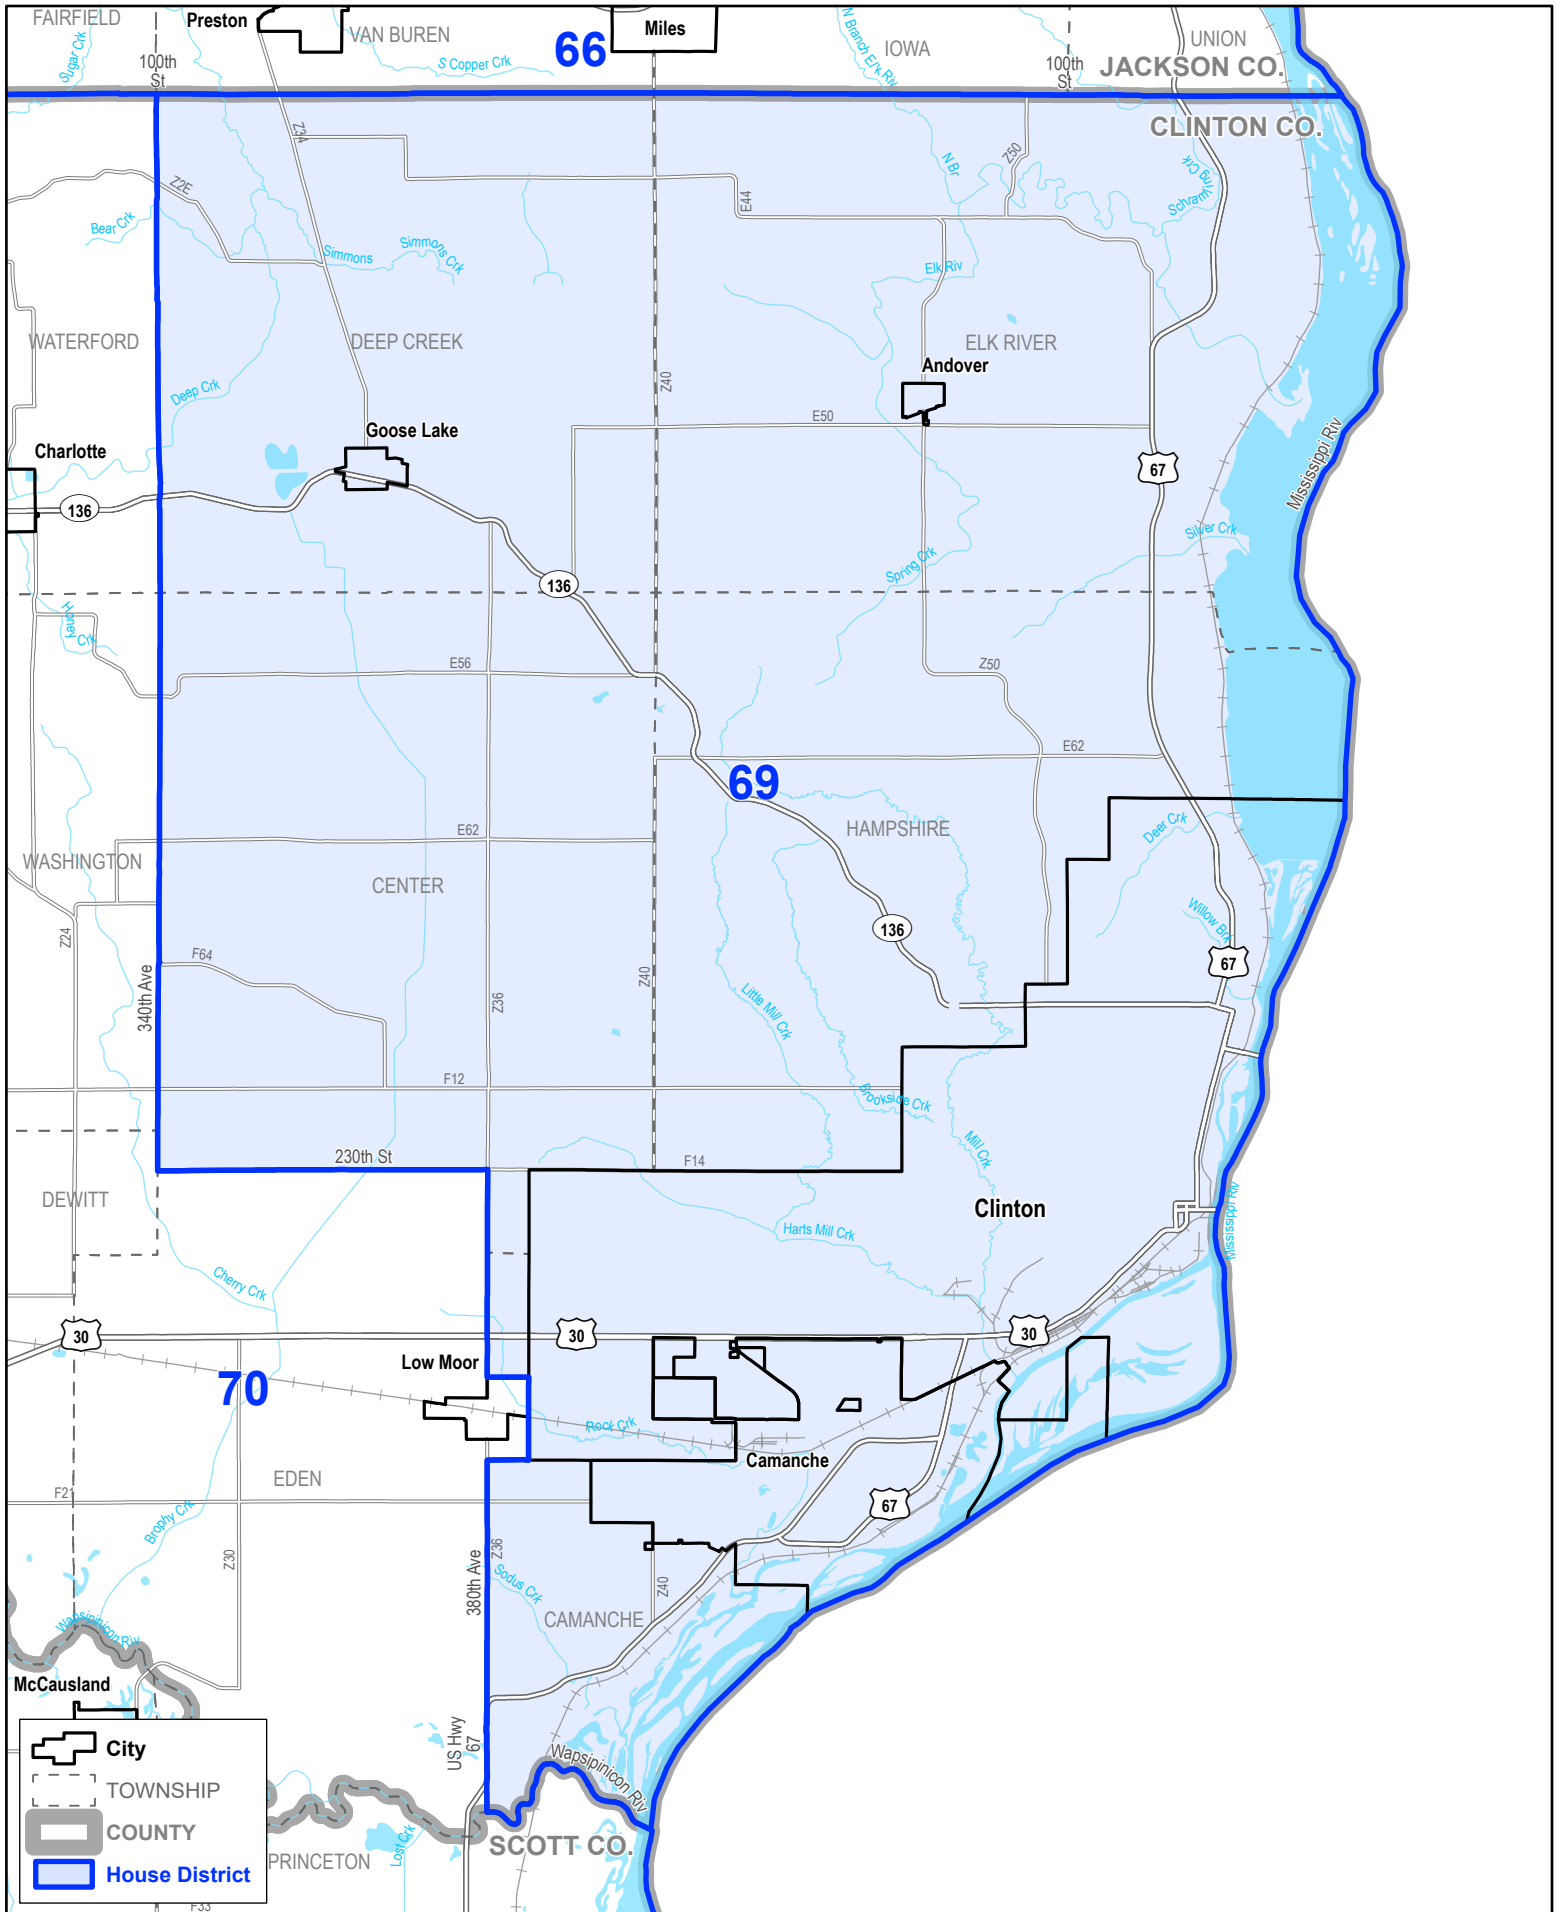 FAIRFIELD
Preston
VAN BUREN
66
Miles
IOWA
UNION
Sugar Crk
100th
St
S Copper Crk
N Branch Elk Riv
100th
St
JACKSON CO.
CLINTON CO.
Z34
Z2E
Bear Crk
Simmons
Simmons Crk
E44
N Br
Z50
Schramling Crk
Elk Riv
WATERFORD
DEEP CREEK
ELK RIVER
Andover
Deep Crk
Z40
E50
Goose Lake
Charlotte
136
67
Mississippi Riv
Silver Crk
Spring Crk
136
Honey
Crk
E56
Z50
E62
69
HAMPSHIRE
Deer Crk
E62
WASHINGTON
CENTER
Willow Brk
136
67
Z24
F64
340th Ave
Z36
Z40
Little Mill Crk
F12
Brookside Crk
Mill Crk
230th St
F14
DEWITT
Clinton
Harts Mill Crk
Mississippi Riv
Cherry Crk
30
30
30
Low Moor
70
Rock Crk
Camanche
EDEN
F21
67
Brophy Crk
Z30
380th Ave
Z36
Sodus Crk
Z40
CAMANCHE
Wapsipinicon Riv
McCausland
US Hwy
67
Wapsipinicon Riv
City
TOWNSHIP
COUNTY
House District
SCOTT CO.
PRINCETON
Lost Crk
F33